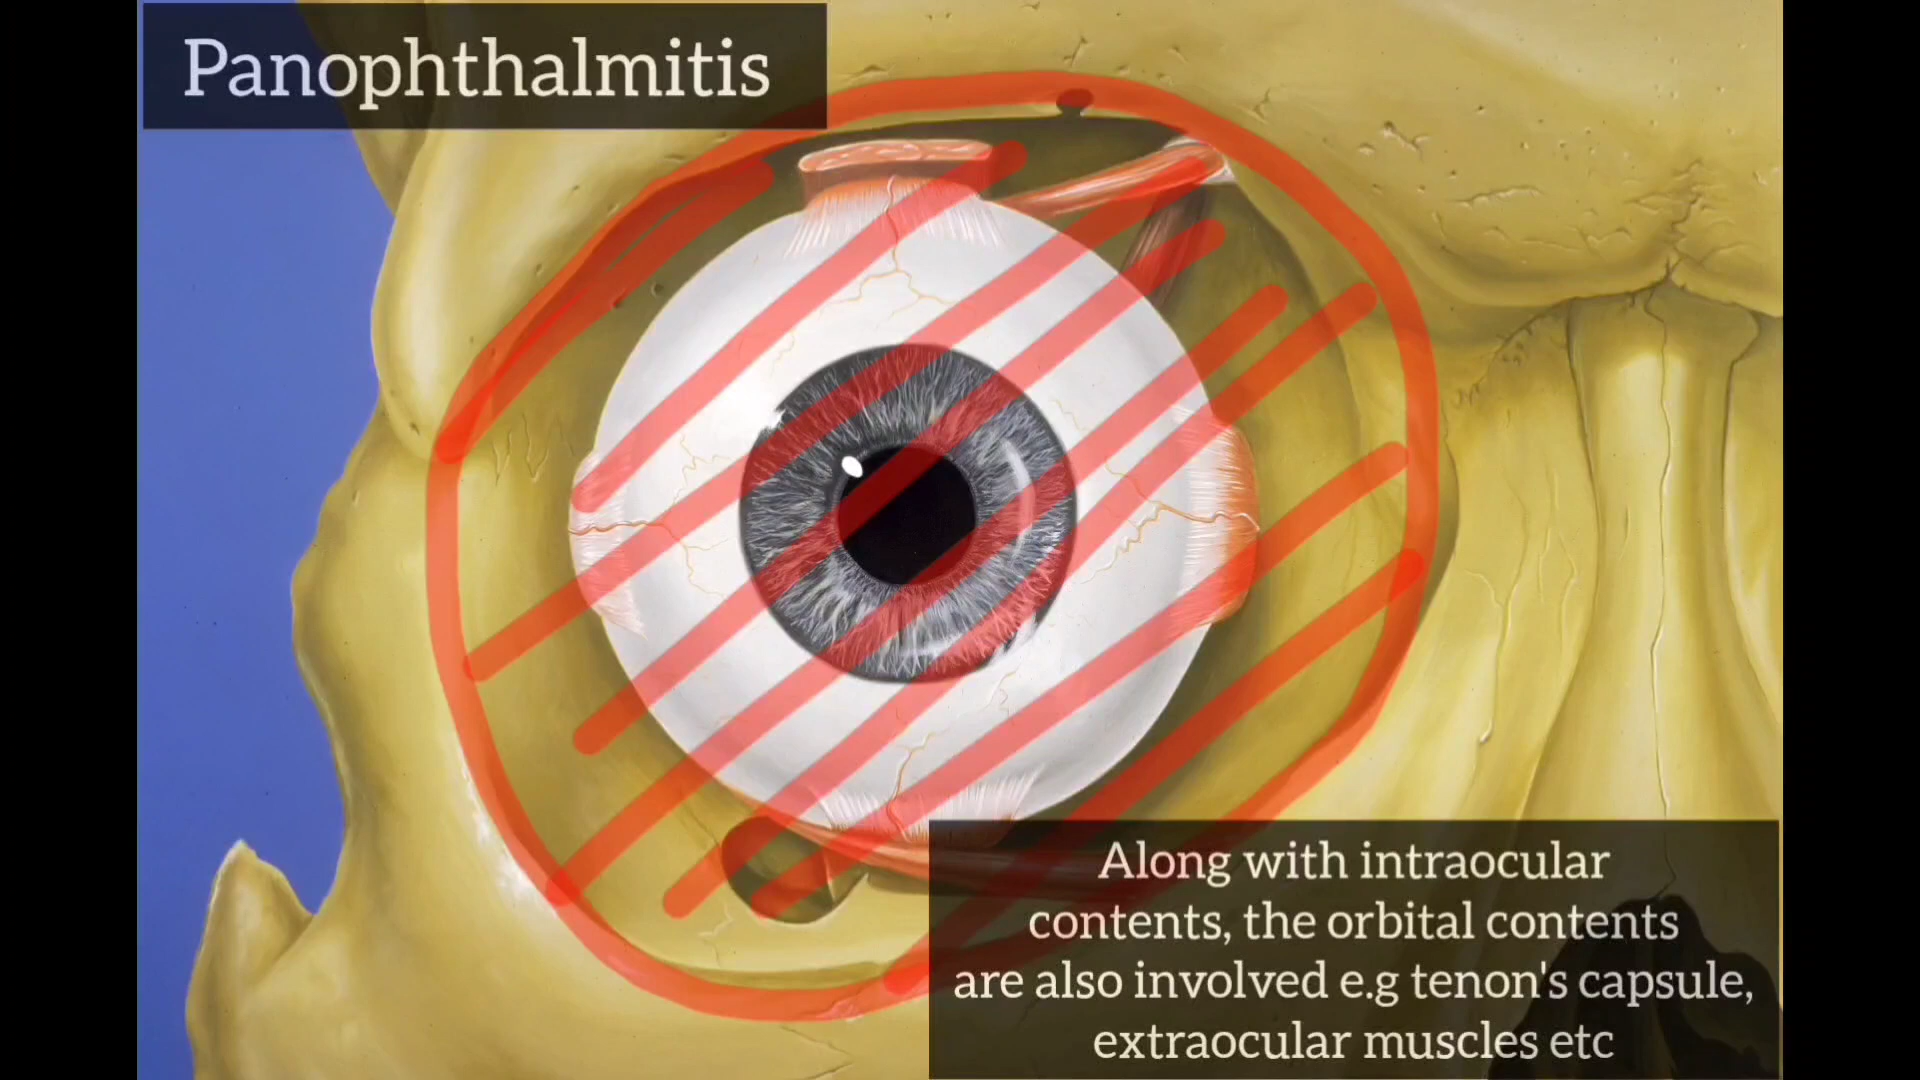 Panophthalmitis
Along with intraocular
contents, the orbital contents
are also involved e.g tenon's capsule,
extraocular muscles etc